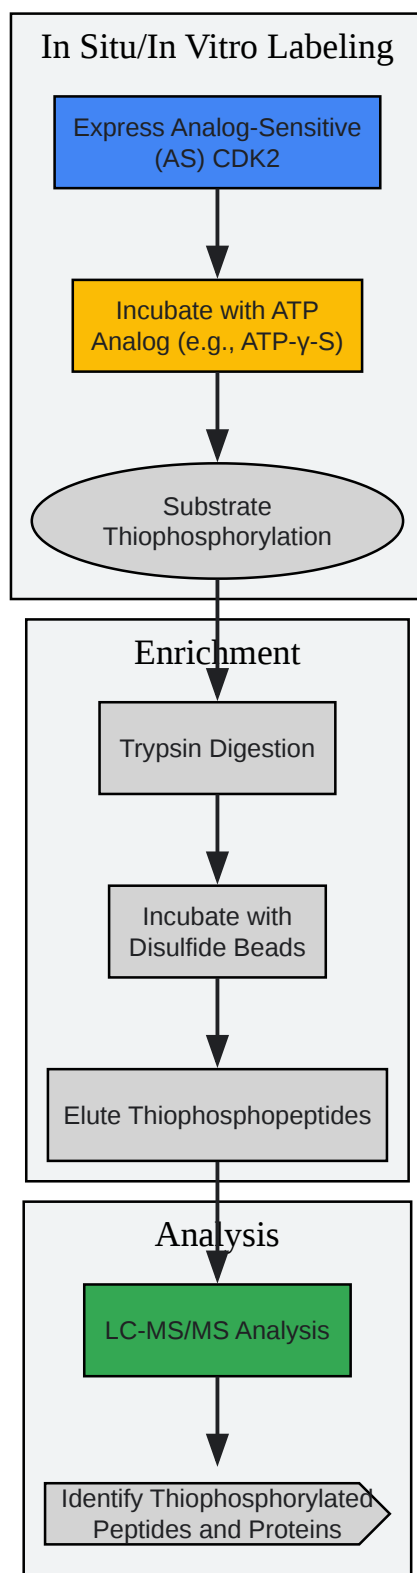 In Situ/In Vitro Labeling
Express Analog-Sensitive
(AS) CDK2
Incubate with ATP
Analog (e.g., ATP-γ-S)
Substrate
Thiophosphorylation
Enrichment
Trypsin Digestion
Incubate with
Disulfide Beads
Elute Thiophosphopeptides
Analysis
LC-MS/MS Analysis
Identify Thiophosphorylated
Peptides and Proteins